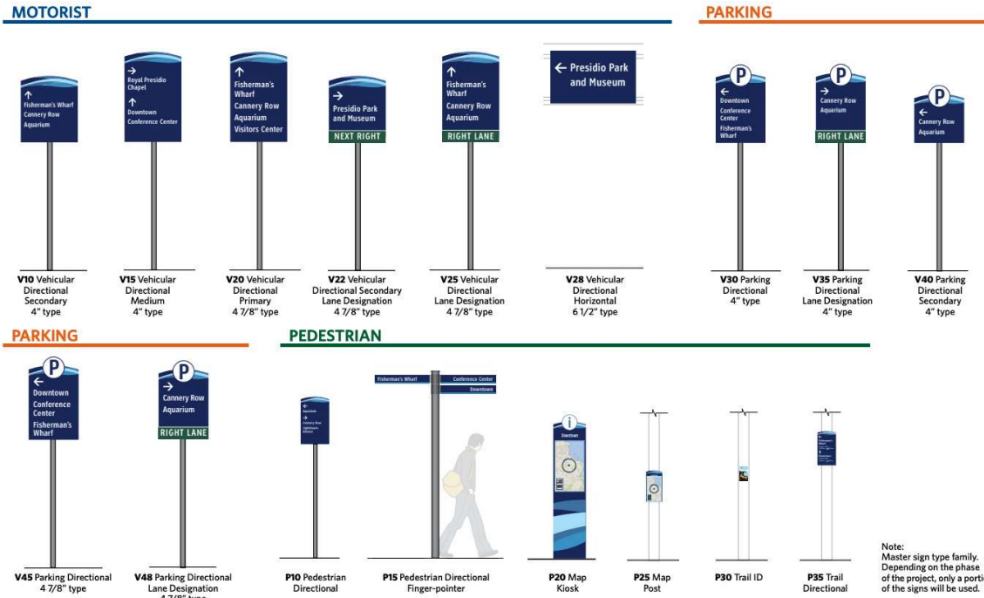 MOTORIST
PARKING
↑
Fisherman's Wharf
Cannery Row
Aquarium
→
Royal Presidio
Chapel
↑
Downtown
Conference Center
↑
Fisherman's
Wharf
Cannery Row
Aquarium
Visitors Center
→
Presidio Park
and Museum
NEXT RIGHT
↑
Fisherman's
Wharf
Cannery Row
Aquarium
RIGHT LANE
← Presidio Park
and Museum
P
←
Downtown
Conference
Center
Fisherman's
Wharf
P
→
Cannery Row
Aquarium
RIGHT LANE
P
←
Cannery Row
Aquarium
V10 Vehicular
Directional
Secondary
4" type
V15 Vehicular
Directional
Medium
4" type
V20 Vehicular
Directional
Primary
4 7/8" type
V22 Vehicular
Directional Secondary
Lane Designation
4 7/8" type
V25 Vehicular
Directional
Lane Designation
4 7/8" type
V28 Vehicular
Directional
Horizontal
6 1/2" type
V30 Parking
Directional
4" type
V35 Parking
Directional
Lane Designation
4" type
V40 Parking
Directional
Secondary
4" type
PARKING
PEDESTRIAN
P
←
Downtown
Conference
Center
Fisherman's
Wharf
P
→
Cannery Row
Aquarium
RIGHT LANE
Fisherman's Wharf
Conference Center
Downtown
i
Downtown
V45 Parking Directional
4 7/8" type
V48 Parking Directional
Lane Designation
4 7/8" type
P10 Pedestrian
Directional
P15 Pedestrian Directional
Finger-pointer
P20 Map
Kiosk
P25 Map
Post
P30 Trail ID
P35 Trail
Directional
Note:
Master sign type family.
Depending on the phase
of the project, only a porti
of the signs will be used.